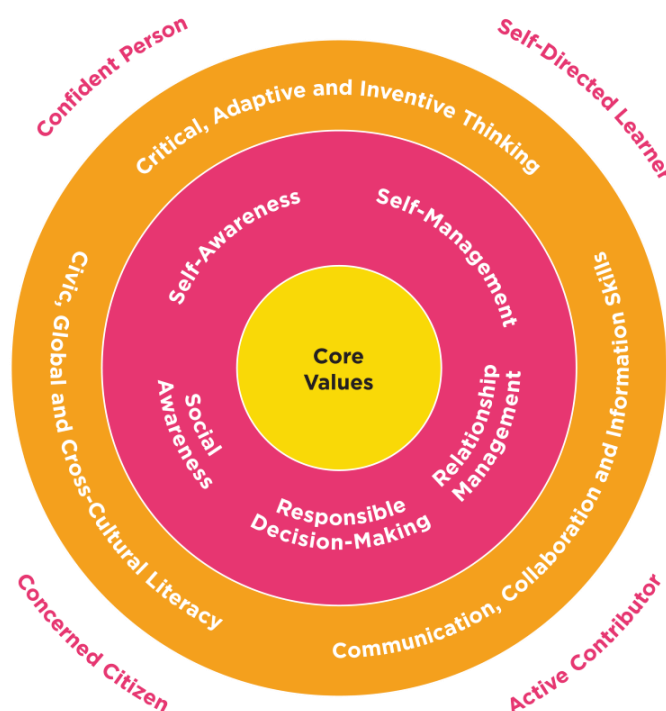 Confident Person
Self-Directed Learner
Critical, Adaptive and Inventive Thinking
Self-Awareness
Self-Management
Civic, Global and Cross-Cultural Literacy
Communication, Collaboration and Information Skills
Core
Values
Social
Awareness
Relationship
Management
Responsible
Decision-Making
Concerned Citizen
Active Contributor